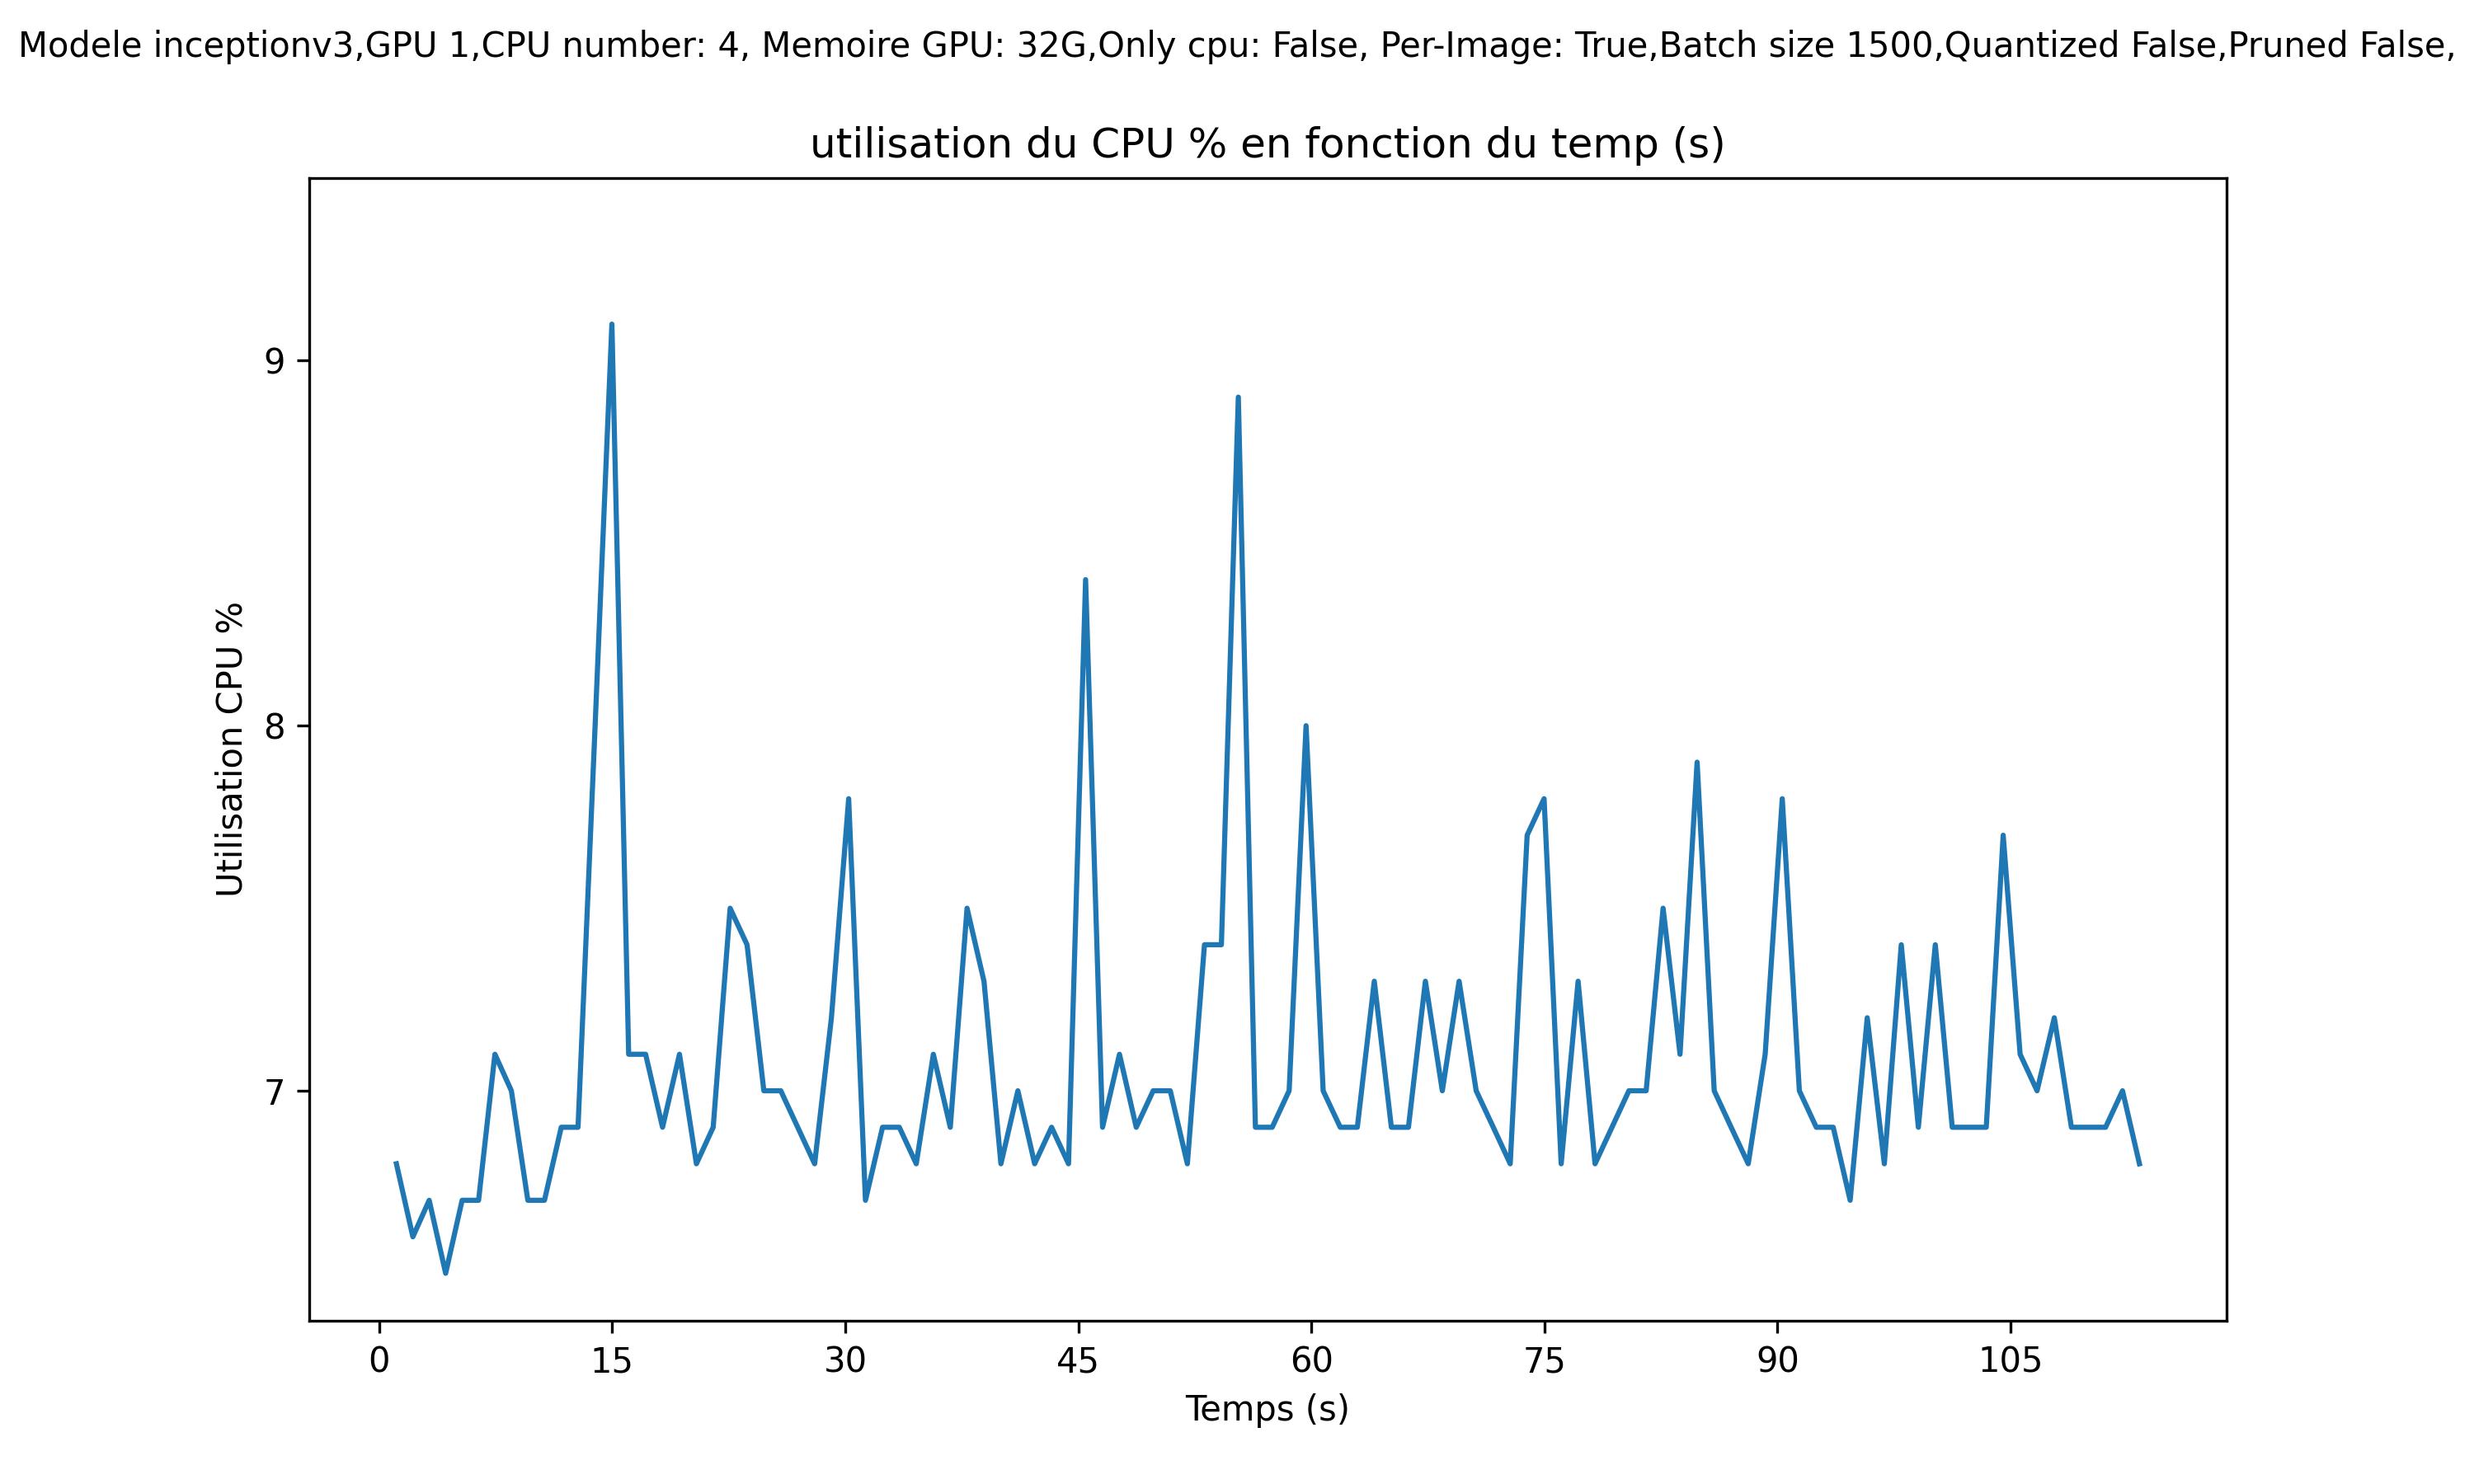 Modele inceptionv3,GPU 1,CPU number: 4, Memoire GPU: 32G,Only cpu: False, Per-Image: True,Batch size 1500,Quantized False,Pruned False,
utilisation du CPU % en fonction du temp (s)
9
8
7
Utilisation CPU %
0 15 30 45 60 75 90 105
Temps (s)